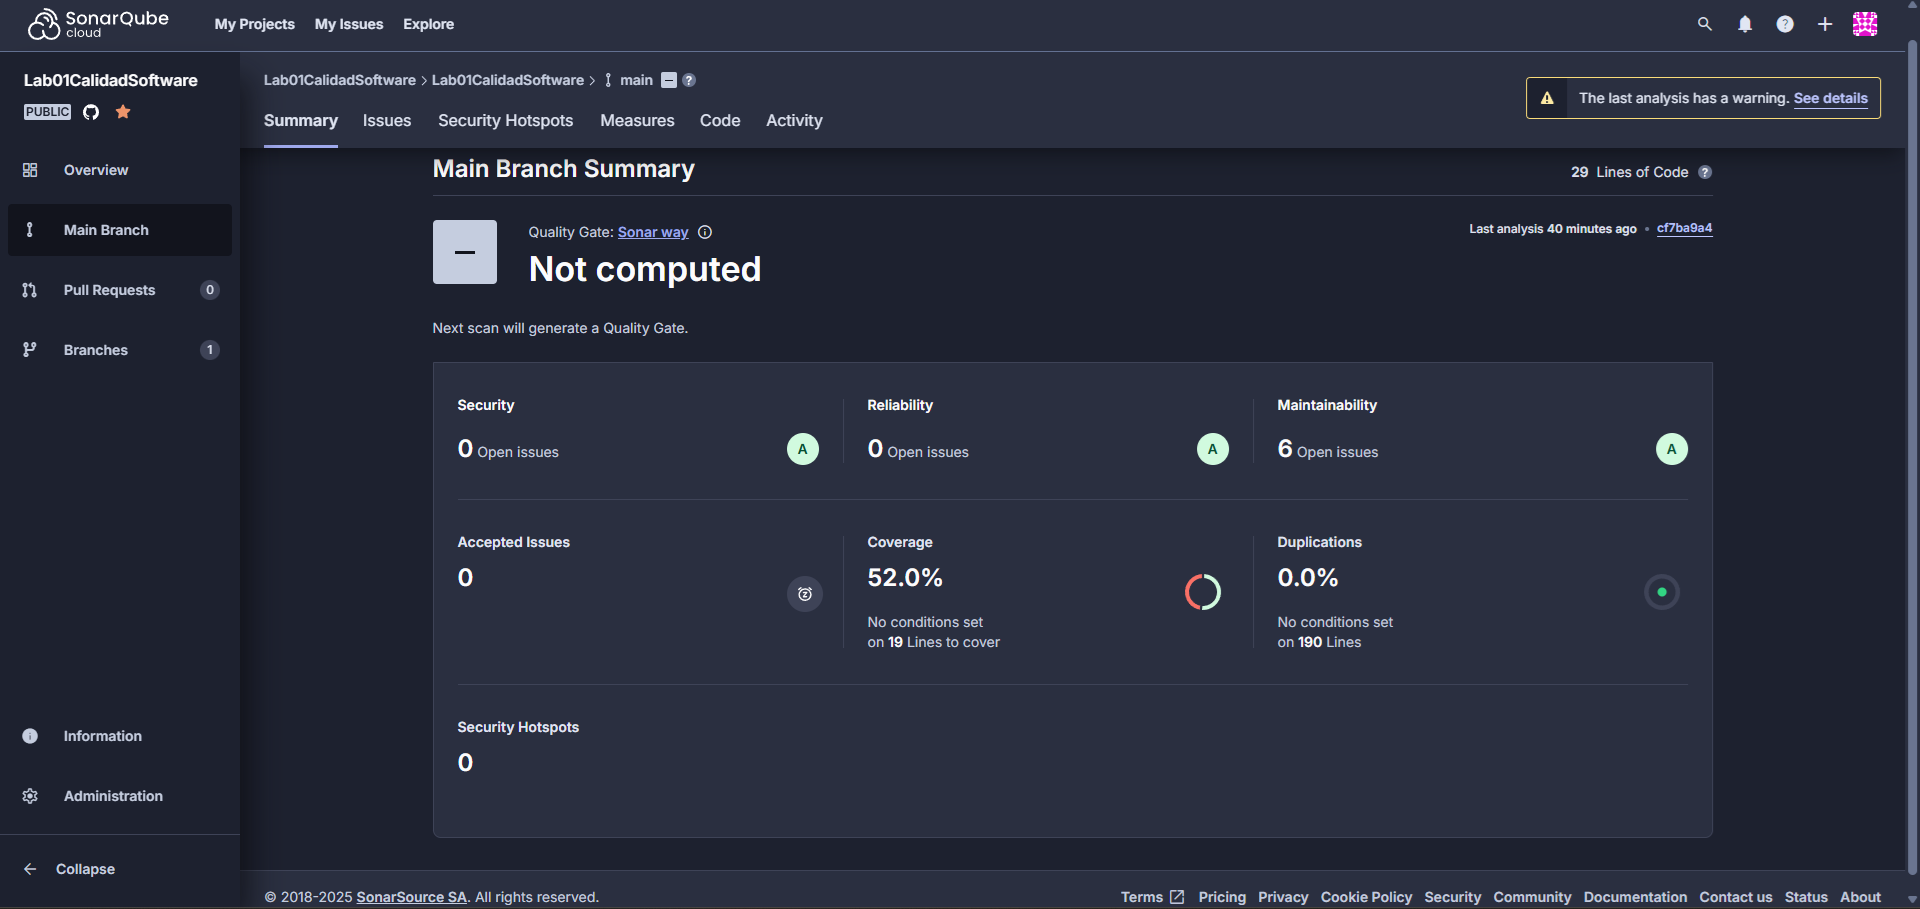 SonarQube cloud
My Projects My Issues Explore
Lab01CalidadSoftware
PUBLIC
Overview
Main Branch
Pull Requests 0
Branches 1
Information
Administration
Collapse
Lab01CalidadSoftware > Lab01CalidadSoftware > main
The last analysis has a warning. See details
Summary Issues Security Hotspots Measures Code Activity
Main Branch Summary
29 Lines of Code
Quality Gate: Sonar way
Last analysis 40 minutes ago • cf7ba9a4
Not computed
Next scan will generate a Quality Gate.
Security
0 Open issues A
Reliability
0 Open issues A
Maintainability
6 Open issues A
Accepted Issues
0
Coverage
52.0%
No conditions set
on 19 Lines to cover
Duplications
0.0%
No conditions set
on 190 Lines
Security Hotspots
0
© 2018-2025 SonarSource SA. All rights reserved.
Terms Pricing Privacy Cookie Policy Security Community Documentation Contact us Status About